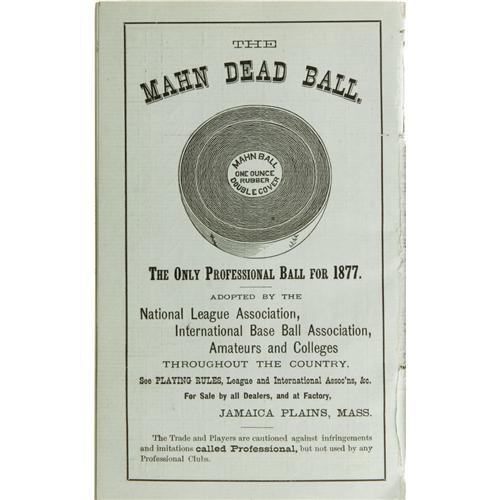 THE
MAHN DEAD BALL.
MAHN BALL
ONE OUNCE
RUBBER
DOUBLE COVER
THE ONLY PROFESSIONAL BALL FOR 1877.
ADOPTED BY THE
National League Association,
International Base Ball Association,
Amateurs and Colleges
THROUGHOUT THE COUNTRY.
See PLAYING RULES, League and International Assoc'ns, &c.
For Sale by all Dealers, and at Factory,
JAMAICA PLAINS, MASS.
The Trade and Players are cautioned against infringements
and imitations called Professional, but not used by any
Professional Clubs.